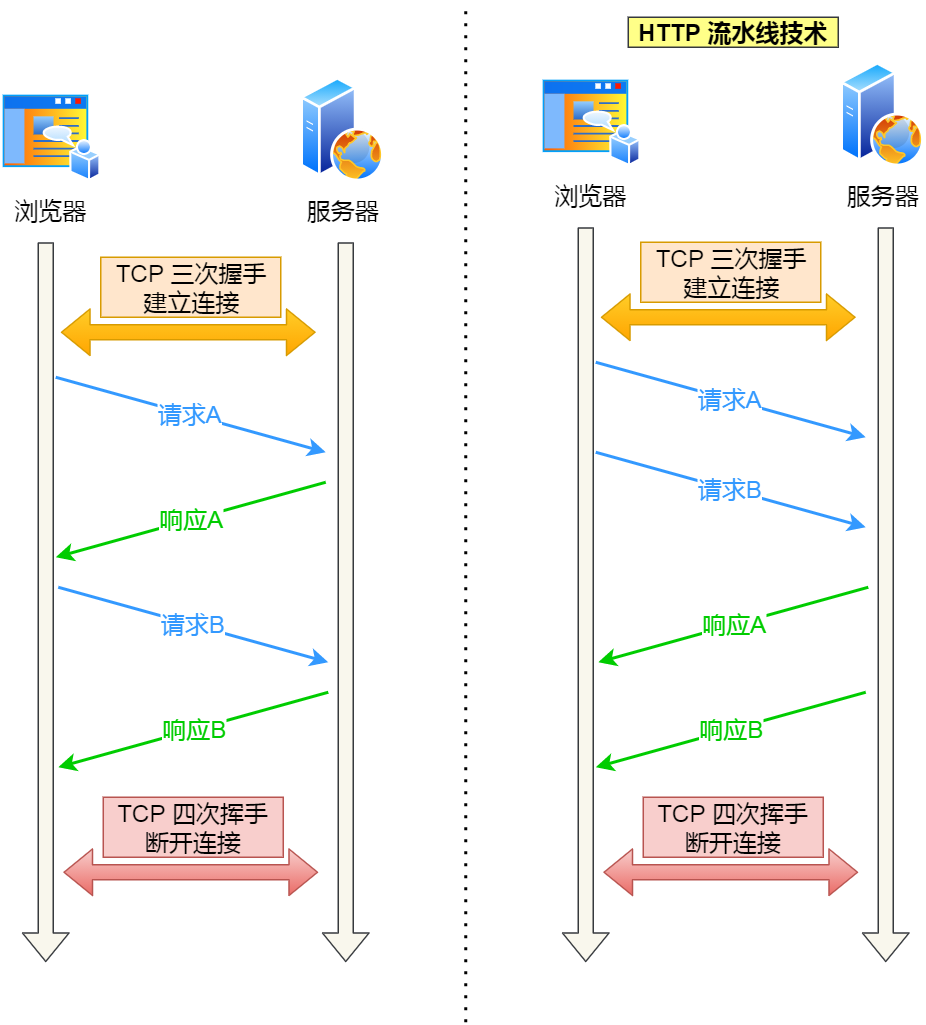 浏览器
服务器
TCP 三次握手
建立连接
请求A
响应A
请求B
响应B
TCP 四次挥手
断开连接
HTTP 流水线技术
浏览器
服务器
TCP 三次握手
建立连接
请求A
请求B
响应A
响应B
TCP 四次挥手
断开连接